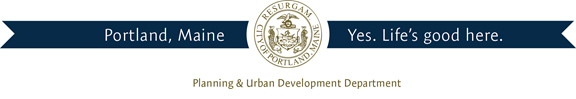 Portland, Maine
RESURGAM
CITY OF PORTLAND, MAINE
Yes. Life's good here.
Planning & Urban Development Department